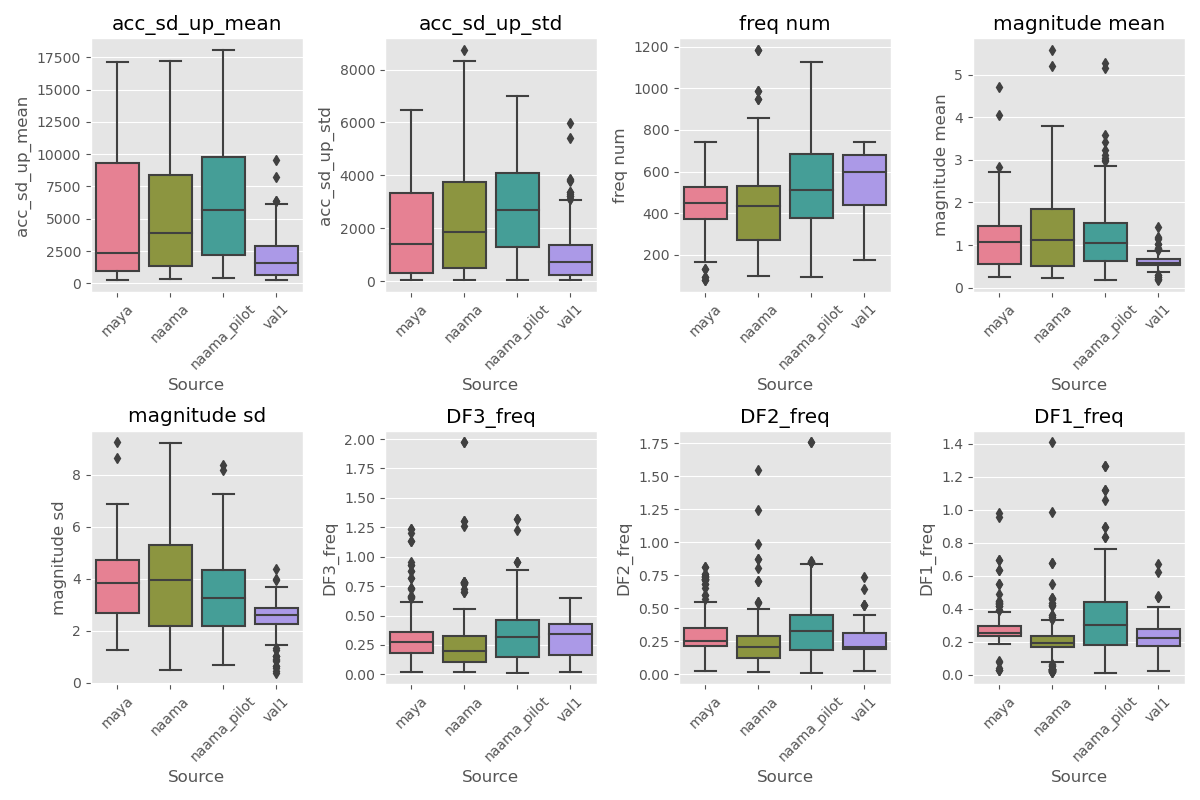 acc_sd_up_mean
acc_sd_up_mean
17500
15000
12500
10000
7500
5000
2500
0
maya
naama
naama_pilot
val1
Source
acc_sd_up_std
acc_sd_up_std
8000
6000
4000
2000
0
maya
naama
naama_pilot
val1
Source
freq num
freq num
1200
1000
800
600
400
200
maya
naama
naama_pilot
val1
Source
magnitude mean
magnitude mean
5
4
3
2
1
0
maya
naama
naama_pilot
val1
Source
magnitude sd
magnitude sd
8
6
4
2
0
maya
naama
naama_pilot
val1
Source
DF3_freq
DF3_freq
2.00
1.75
1.50
1.25
1.00
0.75
0.50
0.25
0.00
maya
naama
naama_pilot
val1
Source
DF2_freq
DF2_freq
1.75
1.50
1.25
1.00
0.75
0.50
0.25
0.00
maya
naama
naama_pilot
val1
Source
DF1_freq
DF1_freq
1.4
1.2
1.0
0.8
0.6
0.4
0.2
0.0
maya
naama
naama_pilot
val1
Source